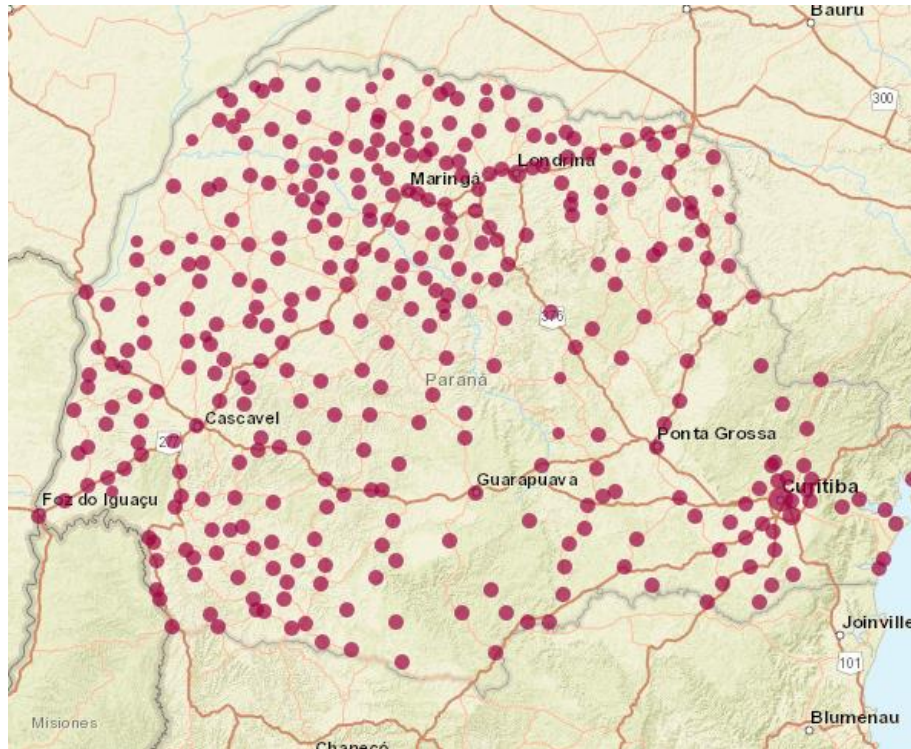 Bauru
300
Londrina
Maringá
376
Paraná
Cascavel
277
Ponta Grossa
Guarapuava
Curitiba
Foz do Iguaçu
Joinville
101
Misiones
Blumenau